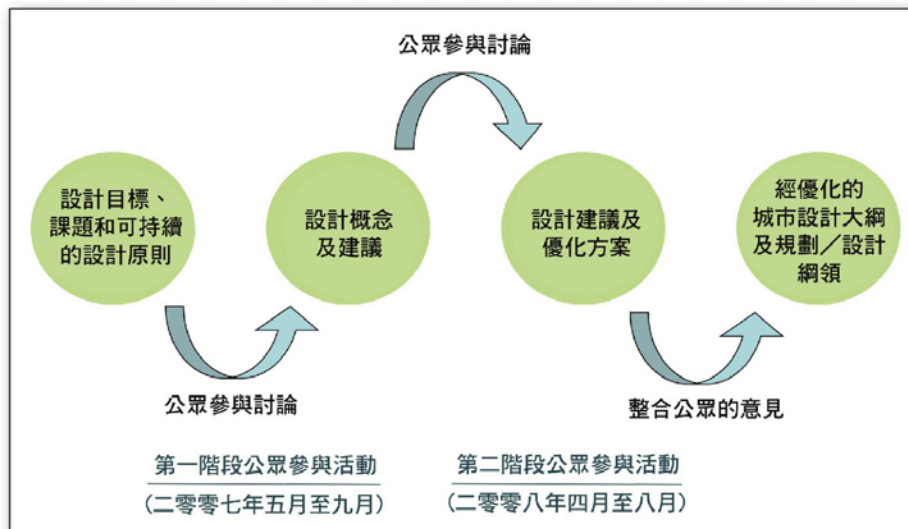 公眾參與討論
設計目標、
課題和可持續
的設計原則
設計概念
及建議
設計建議及
優化方案
經優化的
城市設計大綱
及規劃／設計
綱領
公眾參與討論
整合公眾的意見
第一階段公眾參與活動
(二零零七年五月至九月)
第二階段公眾參與活動
(二零零八年四月至八月)